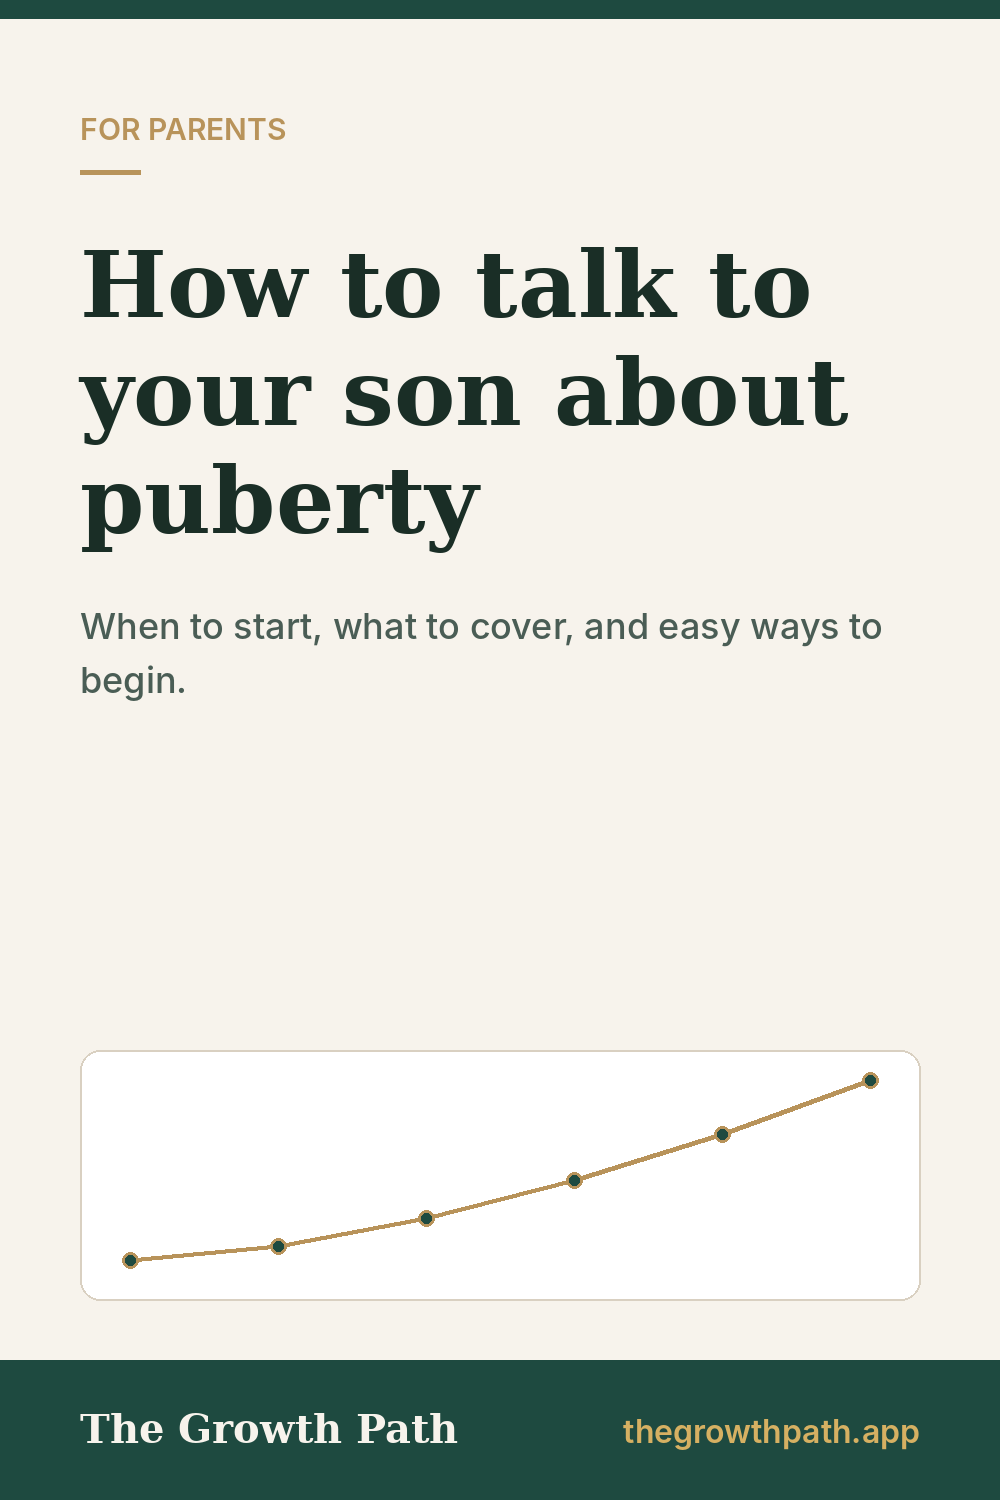 FOR PARENTS
How to talk to
your son about
puberty
When to start, what to cover, and easy ways to
begin.
The Growth Path
thegrowthpath.app